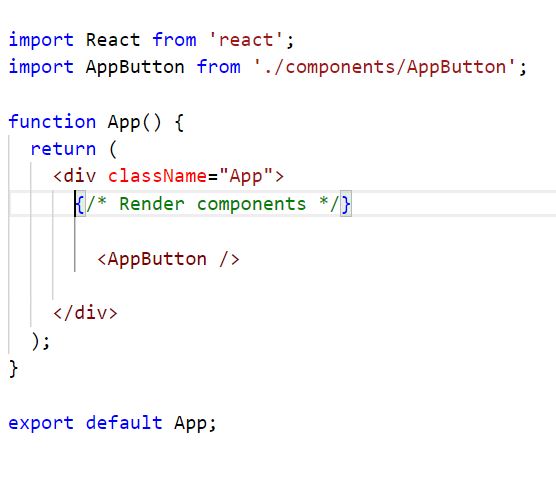 import React from 'react';
import AppButton from './components/AppButton';
function App() {
return (
<div className="App">
{/* Render components */}
<AppButton />
</div>
);
}
export default App;